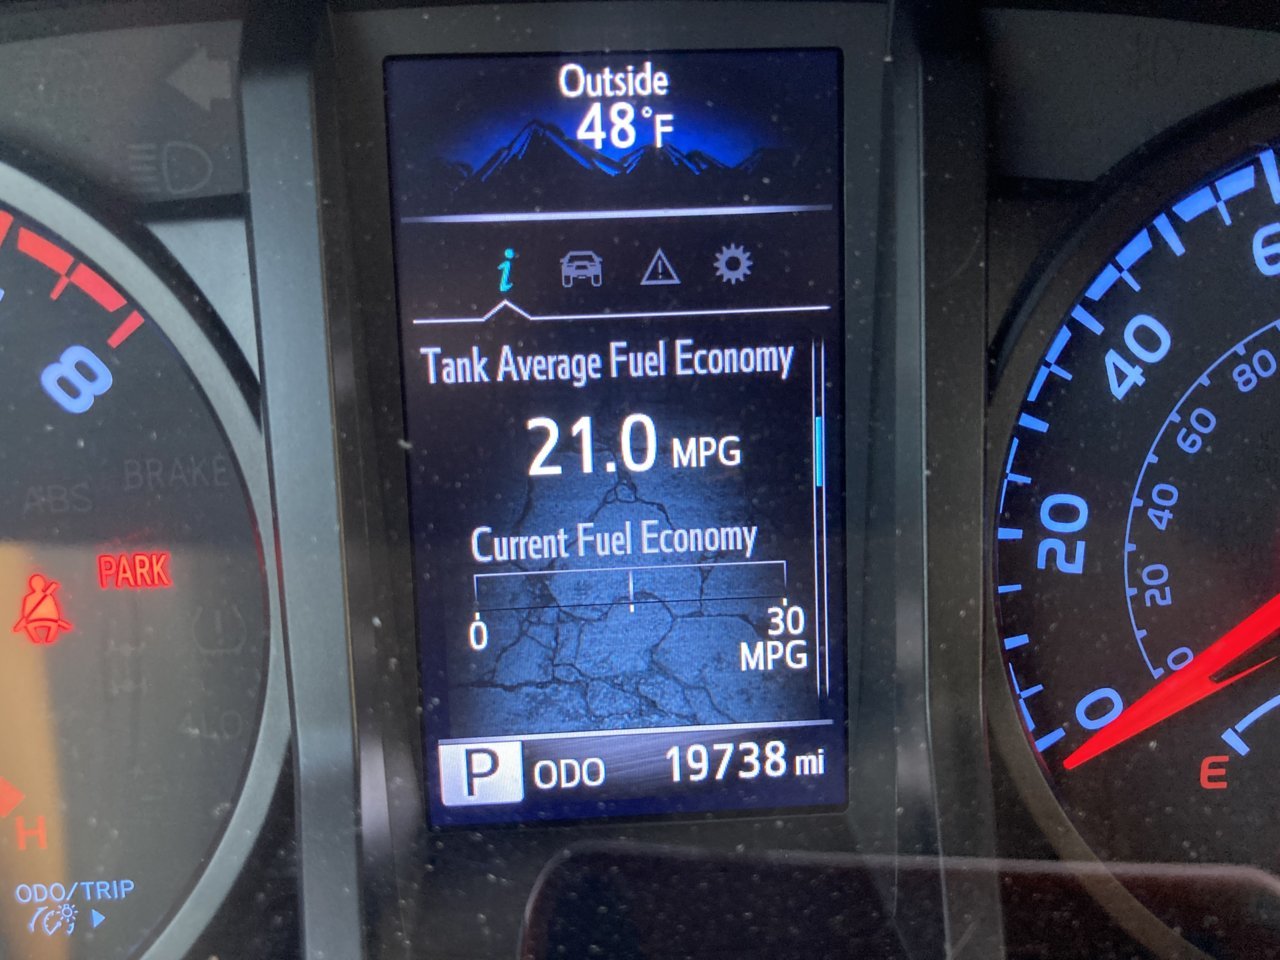 Outside
48°F
Tank Average Fuel Economy
21.0 MPG
Current Fuel Economy
0
30
MPG
P ODO 19738 mi
8
ABS
BRAKE
PARK
H
ODO/TRIP
6
40
20
0
80
60
40
20
0
E